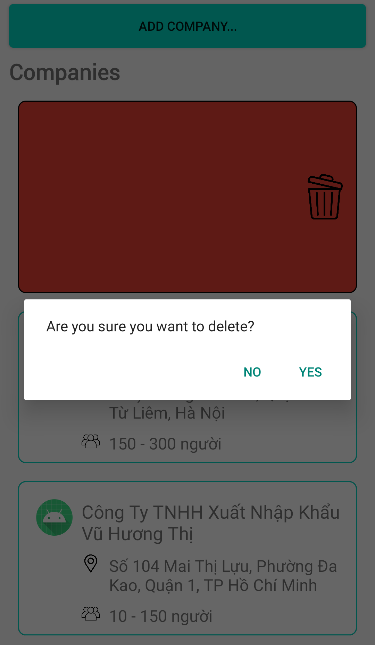 ADD COMPANY...
Companies
Are you sure you want to delete?
NO YES
Từ Liêm, Hà Nội
150 - 300 người
Công Ty TNHH Xuất Nhập Khẩu
Vũ Hương Thị
Số 104 Mai Thị Lựu, Phường Đa
Kao, Quận 1, TP Hồ Chí Minh
10 - 150 người